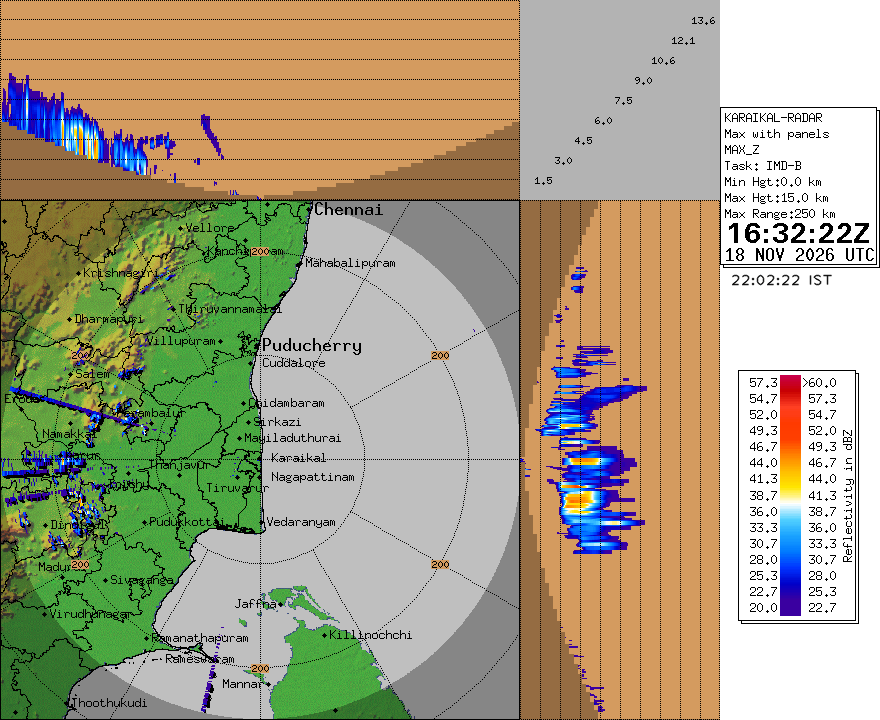 13.6
12.1
10.6
9.0
7.5
6.0
4.5
3.0
1.5
KARAIKAL-RADAR
Max with panels
MAX_Z
Task: IMD-B
Min Hgt:0.0 km
Max Hgt:15.0 km
Max Range:250 km
16:32:22Z
18 NOV 2026 UTC
22:02:22 IST
Chennai
Vellore
200
Mahabalipuram
Krishnagiri
Thiruvannamalai
Dharmapuri
Villupuram
Puducherry
200
200
Cuddalore
Salem
Chidambaram
Perambalur
Sirkazi
Namakkal
Mayiladuthurai
Karaikal
Thanjavur
Nagapattinam
Tiruvarur
Pudukkottai
Vedaranyam
200
200
Sivaganga
Jaffna
Virudhunagar
Killinochchi
Ramanathapuram
Rameswaram
200
Mannar
Thoothukudi
57.3 >60.0
54.7 57.3
52.0 54.7
49.3 52.0
46.7 49.3
44.0 46.7
41.3 44.0
38.7 41.3
36.0 38.7
33.3 36.0
30.7 33.3
28.0 30.7
25.3 28.0
22.7 25.3
20.0 22.7
Reflectivity in dBZ